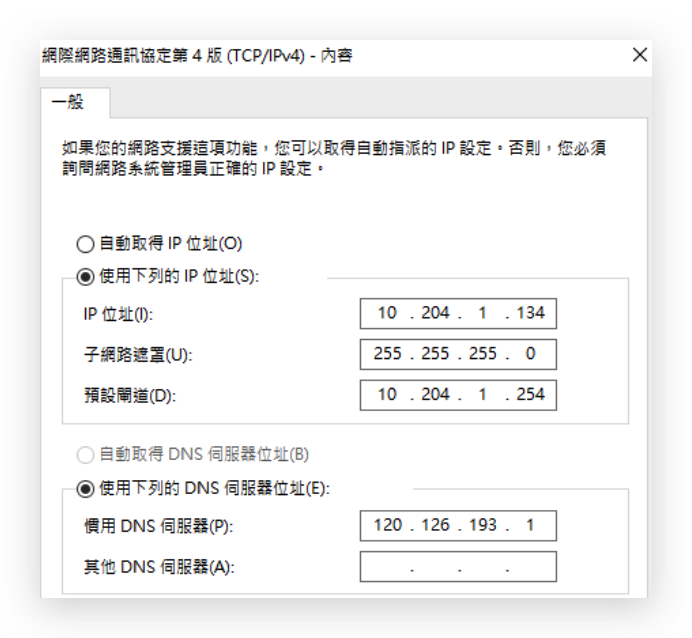 網際網路通訊協定第 4 版 (TCP/IPv4) - 內容
一般
如果您的網路支援這項功能，您可以取得自動指派的 IP 設定。否則，您必須
詢問網路系統管理員正確的 IP 設定。
自動取得 IP 位址(O)
使用下列的 IP 位址(S):
IP 位址(I): 10 . 204 . 1 . 134
子網路遮罩(U): 255 . 255 . 255 . 0
預設閘道(D): 10 . 204 . 1 . 254
自動取得 DNS 伺服器位址(B)
使用下列的 DNS 伺服器位址(E):
慣用 DNS 伺服器(P): 120 . 126 . 193 . 1
其他 DNS 伺服器(A): . . .